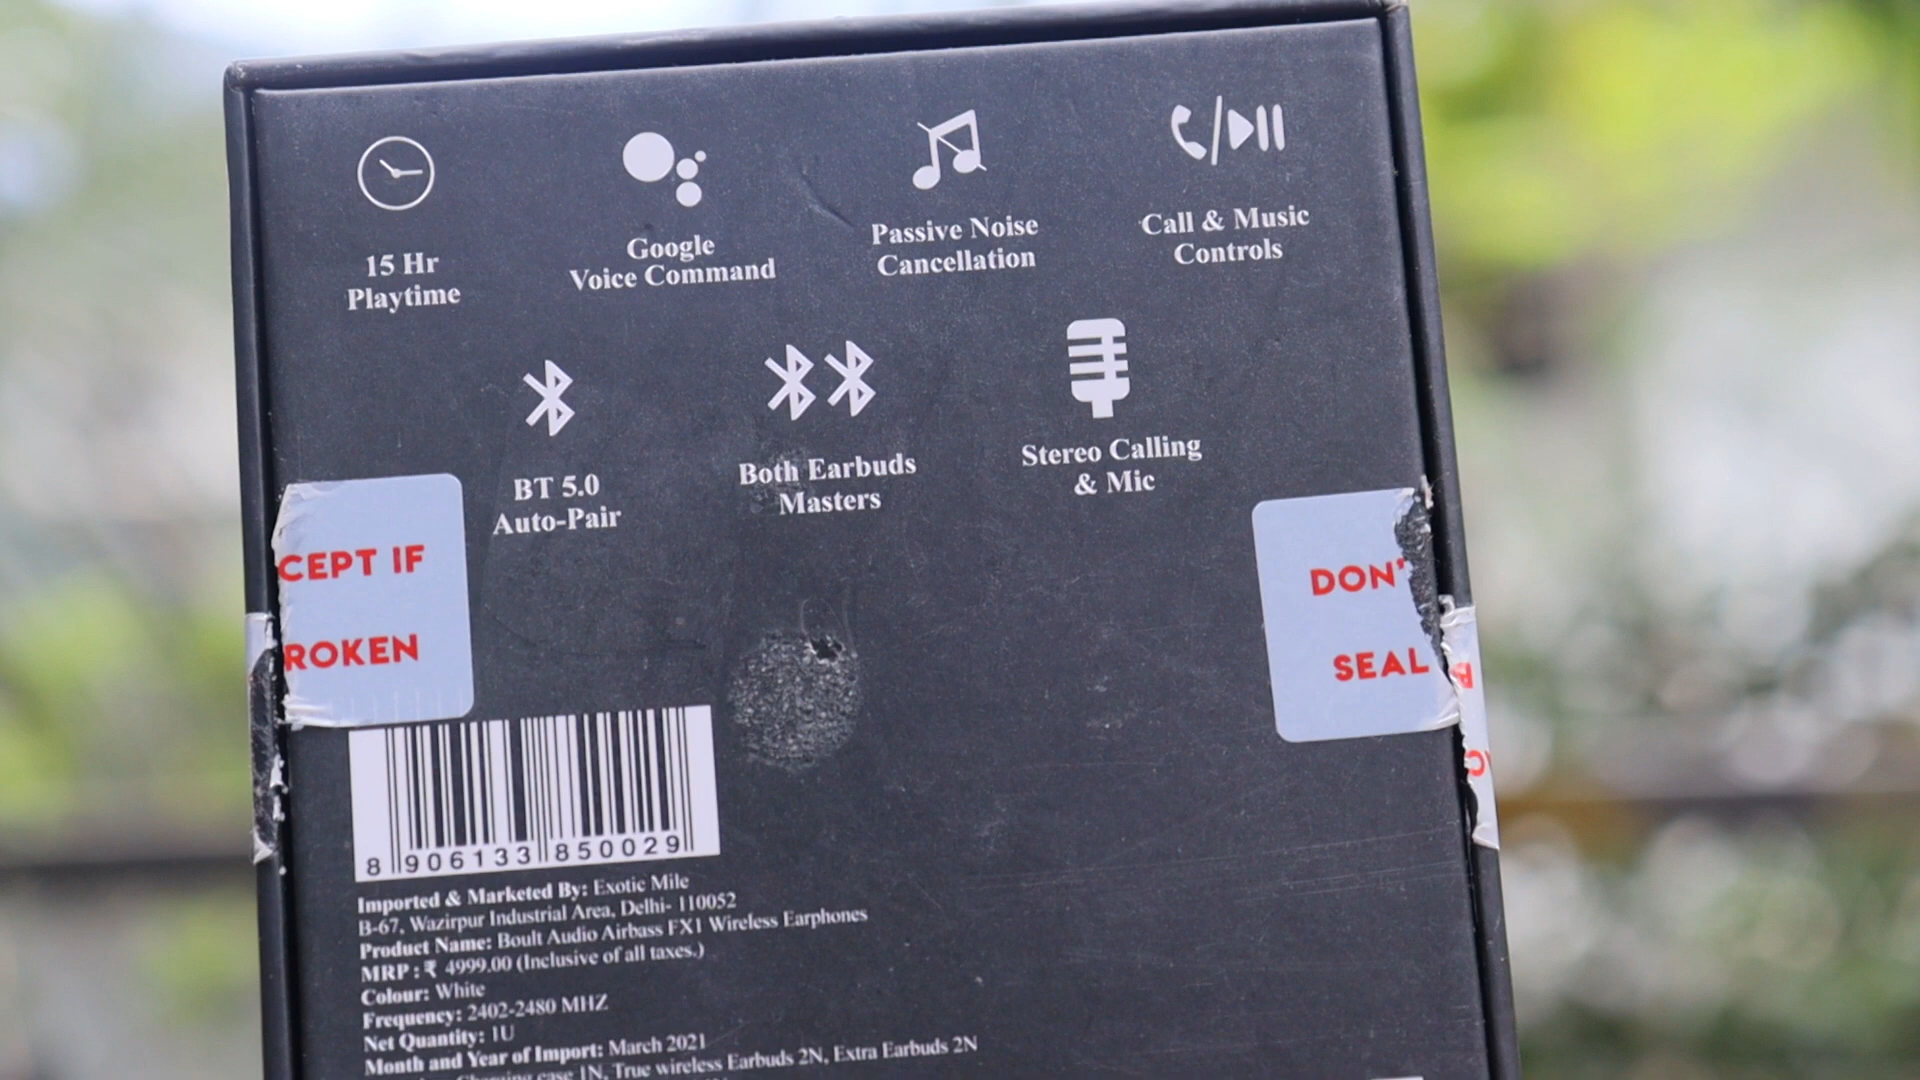 15 Hr
Playtime
Google
Voice Command
Passive Noise
Cancellation
Call & Music
Controls
BT 5.0
Auto-Pair
Both Earbuds
Masters
Stereo Calling
& Mic
CEPT IF
ROKEN
DON'
SEAL
8 906133 850029
Imported & Marketed By: Exotic Mile
B-67, Wazirpur Industrial Area, Delhi- 110052
Product Name: Boult Audio Airbass FX1 Wireless Earphones
MRP : ₹ 4999.00 (Inclusive of all taxes.)
Colour: White
Frequency: 2402-2480 MHZ
Net Quantity: 1U
Month and Year of Import: March 2021
Charging case 1N, True wireless Earbuds 2N, Extra Earbuds 2N